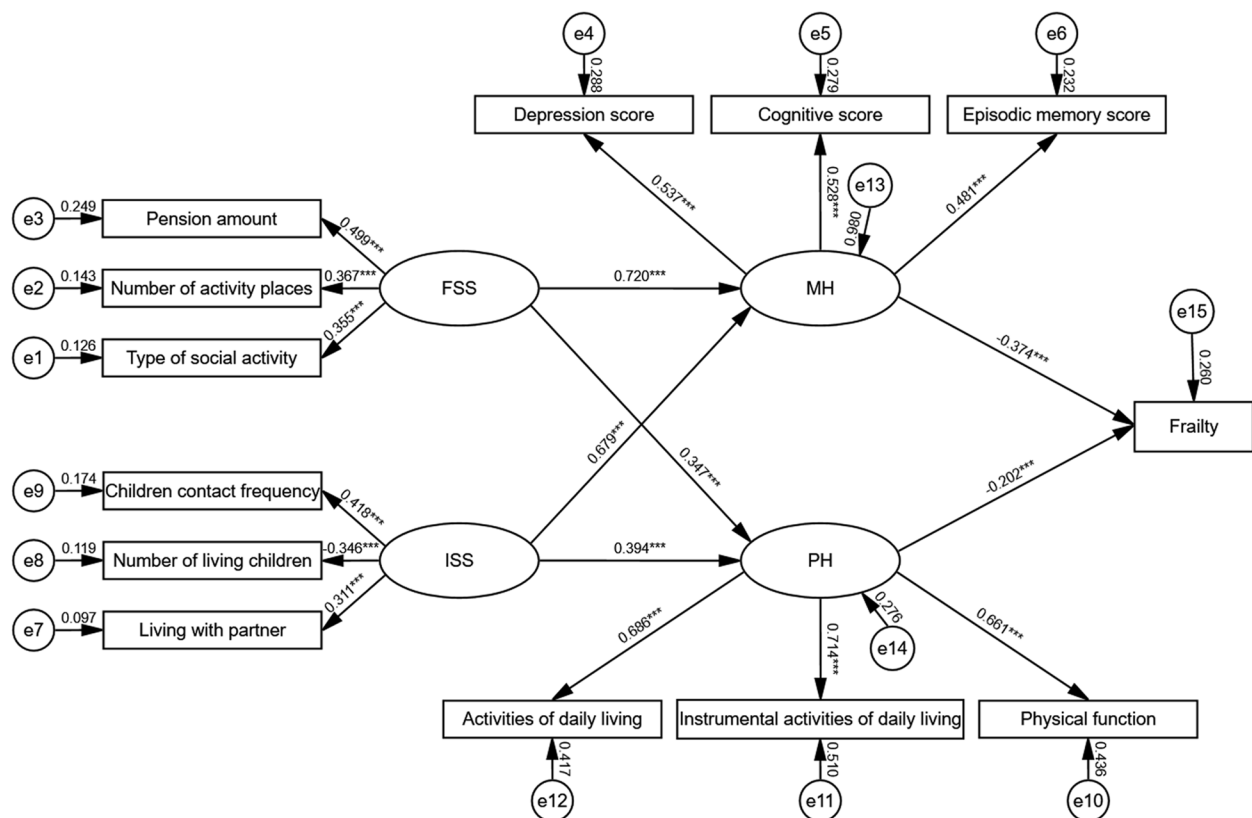 e4
e5
e6
0.288
0.279
0.232
Depression score
Cognitive score
Episodic memory score
0.537***
0.528***
e13
0.481***
0.980
e3
0.249
Pension amount
0.499***
e2
0.143
Number of activity places
0.367***
FSS
0.720***
MH
e1
0.126
Type of social activity
0.355***
e15
-0.374***
0.260
Frailty
0.679***
0.347***
-0.202***
e9
0.174
Children contact frequency
0.418***
e8
0.119
Number of living children
-0.346***
ISS
0.394***
PH
e7
0.097
Living with partner
0.311***
0.276
e14
0.686***
0.714***
0.661***
Activities of daily living
Instrumental activities of daily living
Physical function
0.417
0.510
0.436
e12
e11
e10